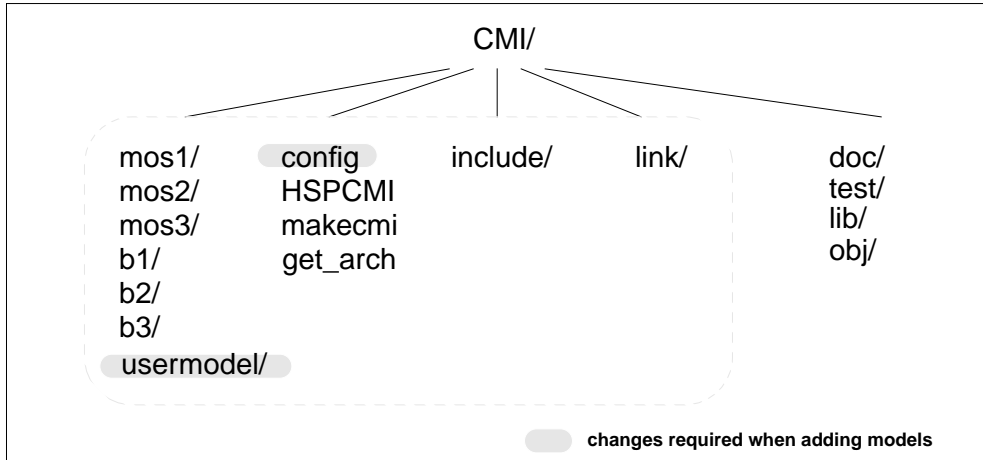 CMI/
mos1/
mos2/
mos3/
b1/
b2/
b3/
usermodel/
config
HSPCMI
makecmi
get_arch
include/
link/
doc/
test/
lib/
obj/
changes required when adding models